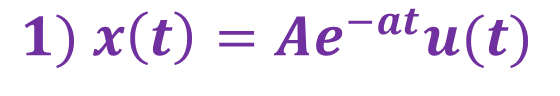 1) x(t) = Ae^{-at}u(t)